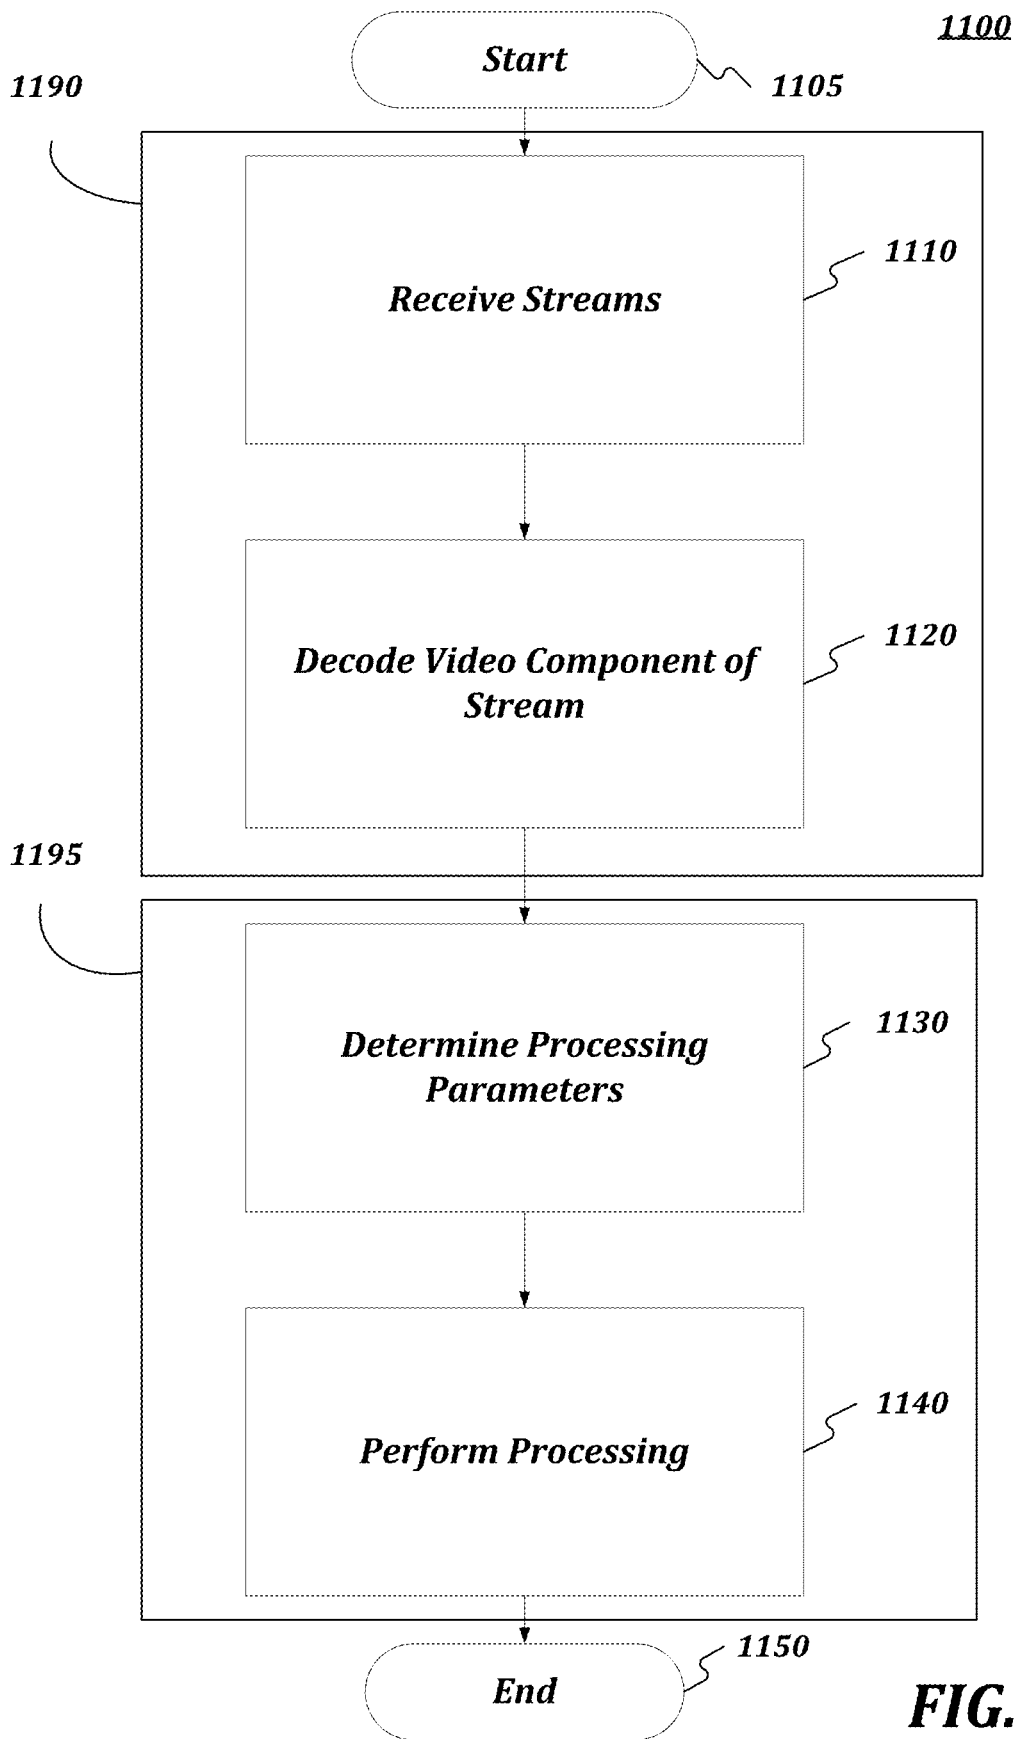 1100
Start
1105
1190
Receive Streams
1110
Decode Video Component of
Stream
1120
1195
Determine Processing
Parameters
1130
Perform Processing
1140
End
1150
FIG.